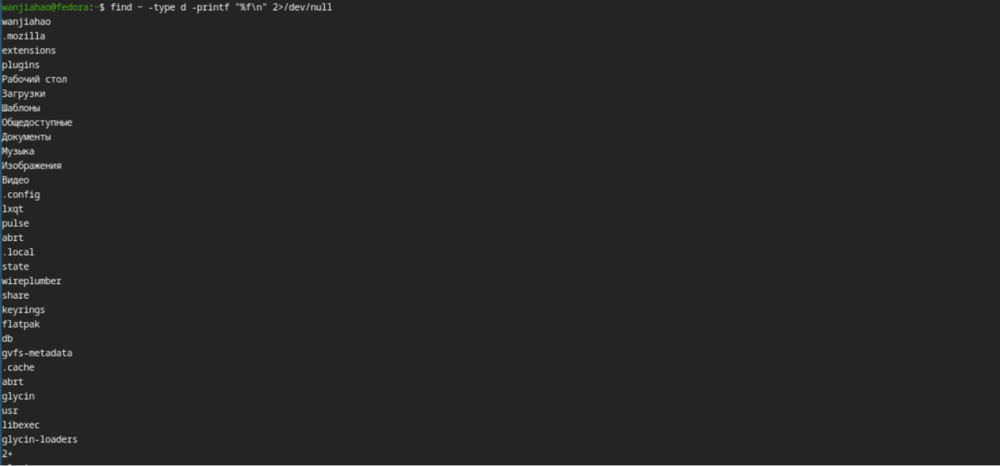 wanjiahao@fedora:~$ find ~ -type d -printf "%f\n" 2>/dev/null
wanjiahao
.mozilla
extensions
plugins
Рабочий стол
Загрузки
Шаблоны
Общедоступные
Документы
Музыка
Изображения
Видео
.config
lxqt
pulse
abrt
.local
state
wireplumber
share
keyrings
flatpak
db
gvfs-metadata
.cache
abrt
glycin
usr
libexec
glycin-loaders
2+